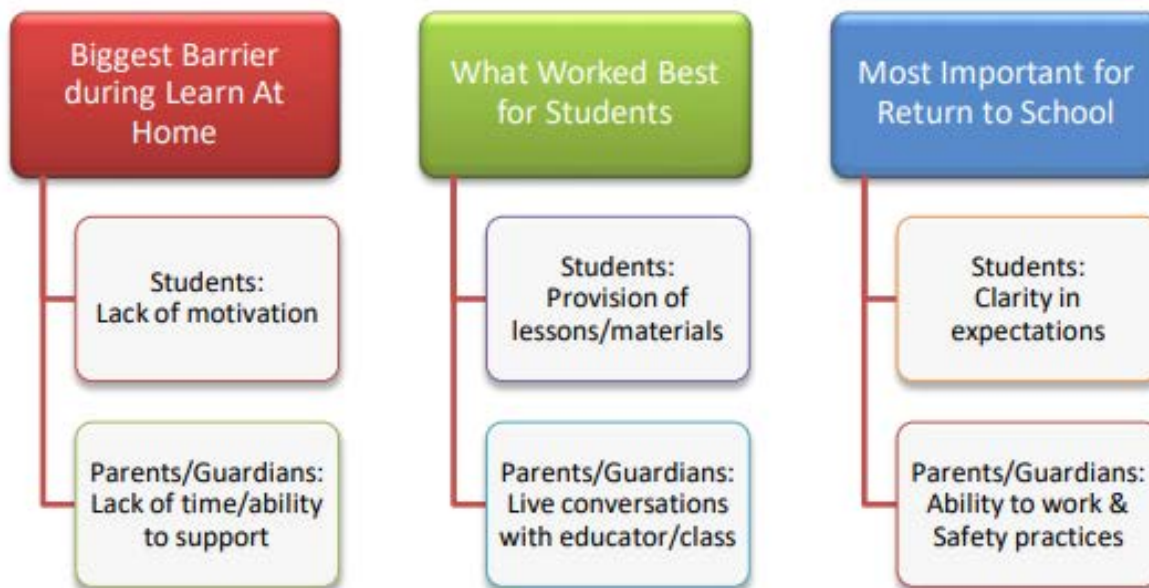 Biggest Barrier
during Learn At
Home
Students:
Lack of motivation
Parents/Guardians:
Lack of time/ability
to support
What Worked Best
for Students
Students:
Provision of
lessons/materials
Parents/Guardians:
Live conversations
with educator/class
Most Important for
Return to School
Students:
Clarity in
expectations
Parents/Guardians:
Ability to work &
Safety practices